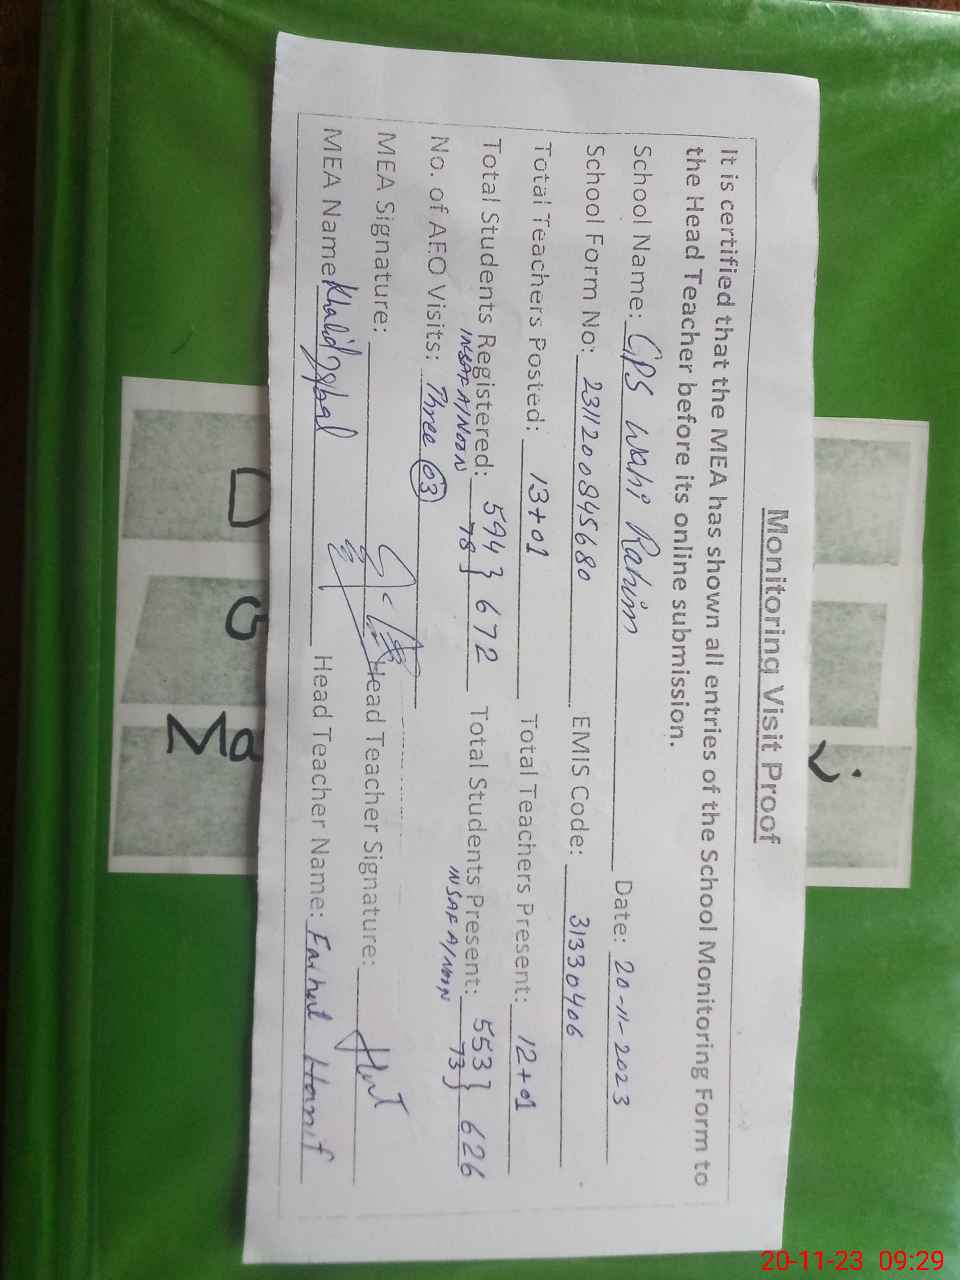 Monitoring Visit Proof
It is certified that the MEA has shown all entries of the School Monitoring Form to
the Head Teacher before its online submission.
School Name: GPS Wahi Rahim Date: 20-11-2023
School Form No: 231120084568​0 EMIS Code: 31330406
Total Teachers Posted: 13+01 Total Teachers Present: 12+01
Total Students Registered: 594 } 672 Total Students Present: 553 } 626
INSAF A/NOON 78 INSAF A/NOON 73
No. of AEO Visits: Three 03
MEA Signature: Head Teacher Signature:
MEA Name Khalid Iqbal Head Teacher Name: Farhat Hanif
20-11-23 09:29